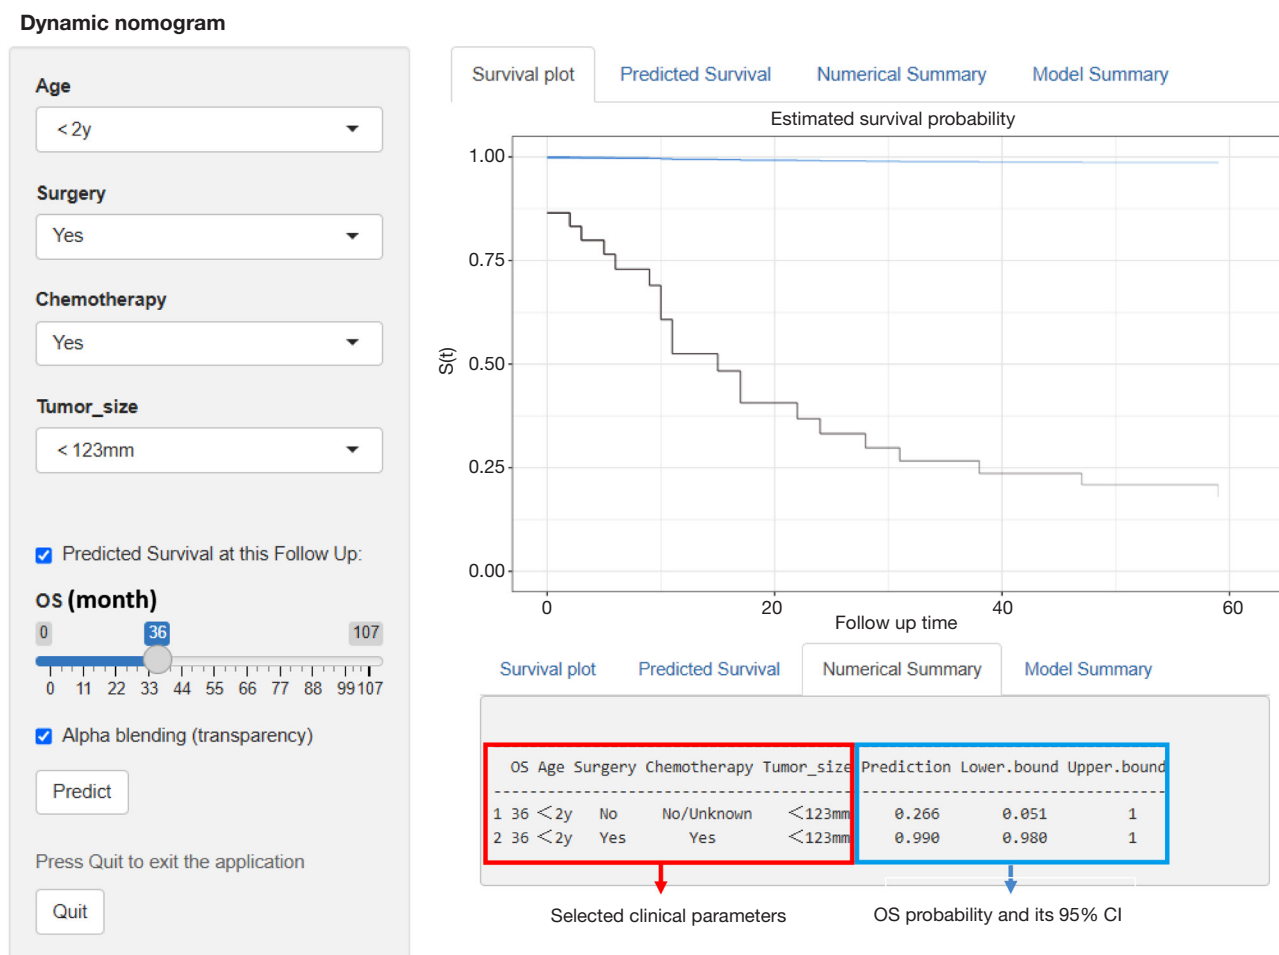 Dynamic nomogram
Age
< 2y
Surgery
Yes
Chemotherapy
Yes
Tumor_size
< 123mm
Predicted Survival at this Follow Up:
OS (month)
0 36 107
0 11 22 33 44 55 66 77 88 99 107
Alpha blending (transparency)
Predict
Press Quit to exit the application
Quit
Survival plot Predicted Survival Numerical Summary Model Summary
Estimated survival probability
1.00
0.75
0.50
0.25
0.00
S(t)
0 20 40 60
Follow up time
Survival plot Predicted Survival Numerical Summary Model Summary
OS Age Surgery Chemotherapy Tumor_size Prediction Lower.bound Upper.bound
1 36 <2y No No/Unknown <123mm 0.266 0.051 1
2 36 <2y Yes Yes <123mm 0.990 0.980 1
Selected clinical parameters
OS probability and its 95% CI